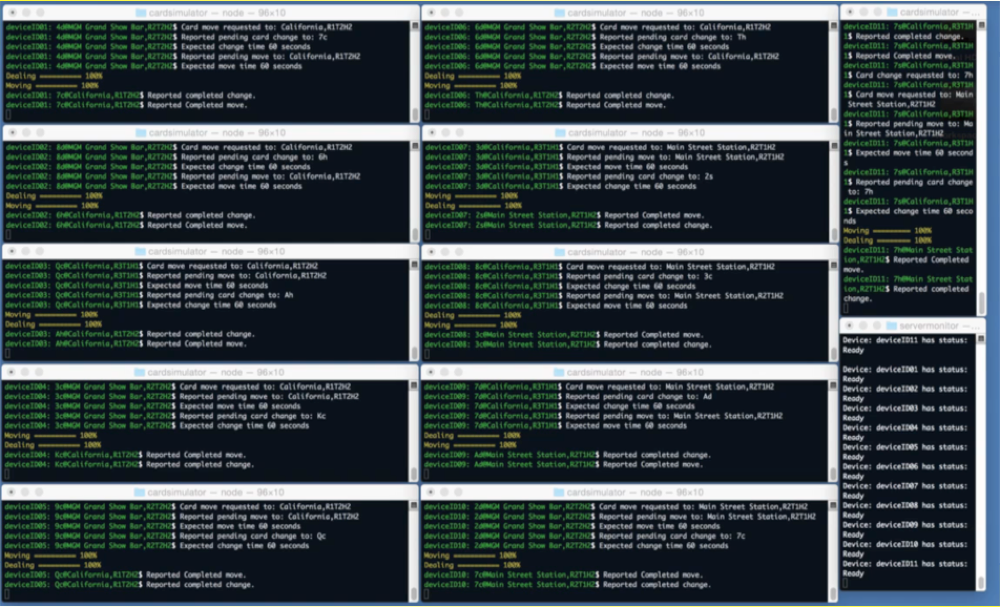 cardsimulator — node — 96×10
deviceID01: 4d@MGM Grand Show Bar,R2T2H2$ Card move requested to: California,R1T2H2
deviceID01: 4d@MGM Grand Show Bar,R2T2H2$ Reported pending card change to: 7c
deviceID01: 4d@MGM Grand Show Bar,R2T2H2$ Expected change time 60 seconds
deviceID01: 4d@MGM Grand Show Bar,R2T2H2$ Reported pending move to: California,R1T2H2
deviceID01: 4d@MGM Grand Show Bar,R2T2H2$ Expected move time 60 seconds
Dealing ══════════ 100%
Moving ══════════ 100%
deviceID01: 7c@California,R1T2H2$ Reported completed change.
deviceID01: 7c@California,R1T2H2$ Reported Completed move.
cardsimulator — node — 96×10
deviceID02: 8d@MGM Grand Show Bar,R2T2H2$ Card move requested to: California,R1T2H2
deviceID02: 8d@MGM Grand Show Bar,R2T2H2$ Reported pending card change to: 6h
deviceID02: 8d@MGM Grand Show Bar,R2T2H2$ Expected change time 60 seconds
deviceID02: 8d@MGM Grand Show Bar,R2T2H2$ Reported pending move to: California,R1T2H2
deviceID02: 8d@MGM Grand Show Bar,R2T2H2$ Expected move time 60 seconds
Dealing ══════════ 100%
Moving ══════════ 100%
deviceID02: 6h@California,R1T2H2$ Reported completed change.
deviceID02: 6h@California,R1T2H2$ Reported Completed move.
cardsimulator — node — 96×10
deviceID03: Qc@California,R3T1H1$ Card move requested to: California,R1T2H2
deviceID03: Qc@California,R3T1H1$ Reported pending move to: California,R1T2H2
deviceID03: Qc@California,R3T1H1$ Expected move time 60 seconds
deviceID03: Qc@California,R3T1H1$ Reported pending card change to: Ah
deviceID03: Qc@California,R3T1H1$ Expected change time 60 seconds
Moving ══════════ 100%
Dealing ══════════ 100%
deviceID03: Ah@California,R1T2H2$ Reported completed change.
deviceID03: Ah@California,R1T2H2$ Reported Completed move.
cardsimulator — node — 96×10
deviceID04: 3c@MGM Grand Show Bar,R2T2H2$ Card move requested to: California,R1T2H2
deviceID04: 3c@MGM Grand Show Bar,R2T2H2$ Reported pending move to: California,R1T2H2
deviceID04: 3c@MGM Grand Show Bar,R2T2H2$ Expected move time 60 seconds
deviceID04: 3c@MGM Grand Show Bar,R2T2H2$ Reported pending card change to: Kc
deviceID04: 3c@MGM Grand Show Bar,R2T2H2$ Expected change time 60 seconds
Moving ══════════ 100%
Dealing ══════════ 100%
deviceID04: Kc@California,R1T2H2$ Reported Completed move.
deviceID04: Kc@California,R1T2H2$ Reported completed change.
cardsimulator — node — 96×10
deviceID05: 9c@MGM Grand Show Bar,R2T2H2$ Card move requested to: California,R1T2H2
deviceID05: 9c@MGM Grand Show Bar,R2T2H2$ Reported pending move to: California,R1T2H2
deviceID05: 9c@MGM Grand Show Bar,R2T2H2$ Expected move time 60 seconds
deviceID05: 9c@MGM Grand Show Bar,R2T2H2$ Reported pending card change to: Qc
deviceID05: 9c@MGM Grand Show Bar,R2T2H2$ Expected change time 60 seconds
Moving ══════════ 100%
Dealing ══════════ 100%
deviceID05: Qc@California,R1T2H2$ Reported Completed move.
deviceID05: Qc@California,R1T2H2$ Reported completed change.
cardsimulator — node — 96×10
deviceID06: 6d@MGM Grand Show Bar,R2T2H2$ Card move requested to: California,R1T2H2
deviceID06: 6d@MGM Grand Show Bar,R2T2H2$ Reported pending card change to: Th
deviceID06: 6d@MGM Grand Show Bar,R2T2H2$ Expected change time 60 seconds
deviceID06: 6d@MGM Grand Show Bar,R2T2H2$ Reported pending move to: California,R1T2H2
deviceID06: 6d@MGM Grand Show Bar,R2T2H2$ Expected move time 60 seconds
Dealing ══════════ 100%
Moving ══════════ 100%
deviceID06: Th@California,R1T2H2$ Reported completed change.
deviceID06: Th@California,R1T2H2$ Reported Completed move.
cardsimulator — node — 96×10
deviceID07: 3d@California,R3T1H1$ Card move requested to: Main Street Station,R2T1H2
deviceID07: 3d@California,R3T1H1$ Reported pending move to: Main Street Station,R2T1H2
deviceID07: 3d@California,R3T1H1$ Expected move time 60 seconds
deviceID07: 3d@California,R3T1H1$ Reported pending card change to: 2s
deviceID07: 3d@California,R3T1H1$ Expected change time 60 seconds
Moving ══════════ 100%
Dealing ══════════ 100%
deviceID07: 2s@Main Street Station,R2T1H2$ Reported Completed move.
deviceID07: 2s@Main Street Station,R2T1H2$ Reported completed change.
cardsimulator — node — 96×10
deviceID08: 8c@California,R3T1H1$ Card move requested to: Main Street Station,R2T1H2
deviceID08: 8c@California,R3T1H1$ Reported pending card change to: 3c
deviceID08: 8c@California,R3T1H1$ Expected change time 60 seconds
deviceID08: 8c@California,R3T1H1$ Reported pending move to: Main Street Station,R2T1H2
deviceID08: 8c@California,R3T1H1$ Expected move time 60 seconds
Dealing ══════════ 100%
Moving ══════════ 100%
deviceID08: 3c@Main Street Station,R2T1H2$ Reported Completed move.
deviceID08: 3c@Main Street Station,R2T1H2$ Reported completed change.
cardsimulator — node — 96×10
deviceID09: 7d@California,R3T1H1$ Card move requested to: Main Street Station,R2T1H2
deviceID09: 7d@California,R3T1H1$ Reported pending card change to: Ad
deviceID09: 7d@California,R3T1H1$ Expected change time 60 seconds
deviceID09: 7d@California,R3T1H1$ Reported pending move to: Main Street Station,R2T1H2
deviceID09: 7d@California,R3T1H1$ Expected move time 60 seconds
Dealing ══════════ 100%
Moving ══════════ 100%
deviceID09: Ad@Main Street Station,R2T1H2$ Reported completed change.
deviceID09: Ad@Main Street Station,R2T1H2$ Reported Completed move.
cardsimulator — node — 96×10
deviceID10: 2d@MGM Grand Show Bar,R2T2H2$ Card move requested to: Main Street Station,R2T1H2
deviceID10: 2d@MGM Grand Show Bar,R2T2H2$ Reported pending move to: Main Street Station,R2T1H2
deviceID10: 2d@MGM Grand Show Bar,R2T2H2$ Expected move time 60 seconds
deviceID10: 2d@MGM Grand Show Bar,R2T2H2$ Reported pending card change to: 7c
deviceID10: 2d@MGM Grand Show Bar,R2T2H2$ Expected change time 60 seconds
Moving ══════════ 100%
Dealing ══════════ 100%
deviceID10: 7c@Main Street Station,R2T1H2$ Reported Completed move.
deviceID10: 7c@Main Street Station,R2T1H2$ Reported completed change.
cardsimulator —...
deviceID11: 7s@California,R3T1H
1$ Reported completed change.
deviceID11: 7s@California,R3T1H
1$ Reported Completed move.
deviceID11: 7s@California,R3T1H
1$ Card change requested to: 7h
deviceID11: 7s@California,R3T1H
1$ Card move requested to: Main
Street Station,R2T1H2
deviceID11: 7s@California,R3T1H
1$ Reported pending move to: Ma
in Street Station,R2T1H2
deviceID11: 7s@California,R3T1H
1$ Expected move time 60 second
s
deviceID11: 7s@California,R3T1H
1$ Reported pending card change
to: 7h
deviceID11: 7s@California,R3T1H
1$ Expected change time 60 seco
nds
Moving ═════════ 100%
Dealing ═════════ 100%
deviceID11: 7h@Main Street Stat
ion,R2T1H2$ Reported Completed
move.
deviceID11: 7h@Main Street Stat
ion,R2T1H2$ Reported completed
change.
servermonitor —...
Device: deviceID11 has status:
Ready
Device: deviceID01 has status:
Ready
Device: deviceID02 has status:
Ready
Device: deviceID03 has status:
Ready
Device: deviceID04 has status:
Ready
Device: deviceID05 has status:
Ready
Device: deviceID06 has status:
Ready
Device: deviceID07 has status:
Ready
Device: deviceID08 has status:
Ready
Device: deviceID09 has status:
Ready
Device: deviceID10 has status:
Ready
Device: deviceID11 has status:
Ready